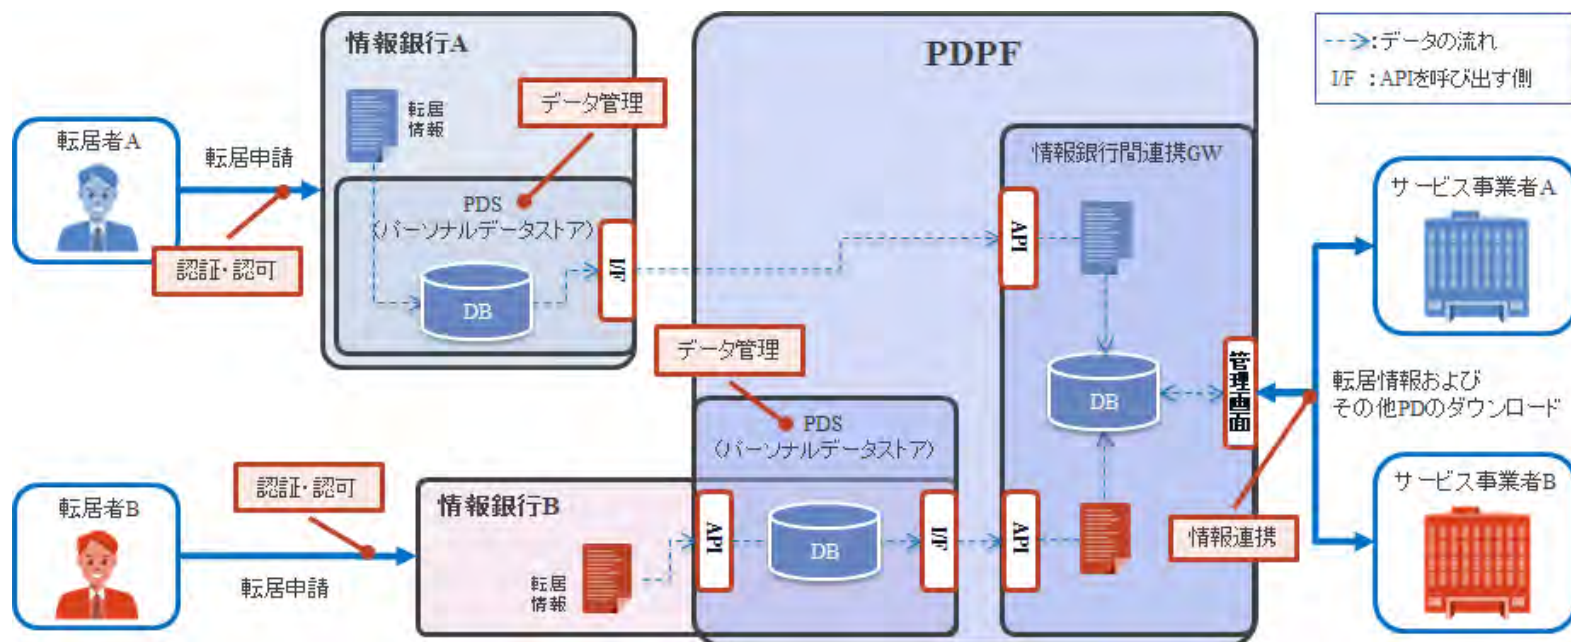 情報銀行A
PDPF
---->:データの流れ
I/F :APIを呼び出す側
データ管理
転居
情報
転居者A
転居申請
認証・認可
PDS
(パーソナルデータストア)
DB
I/F
情報銀行間連携GW
API
サービス事業者A
データ管理
DB
管理画面
転居情報および
その他PDのダウンロード
PDS
(パーソナルデータストア)
認証・認可
転居者B
転居申請
情報銀行B
転居
情報
API
DB
I/F
API
情報連携
サービス事業者B